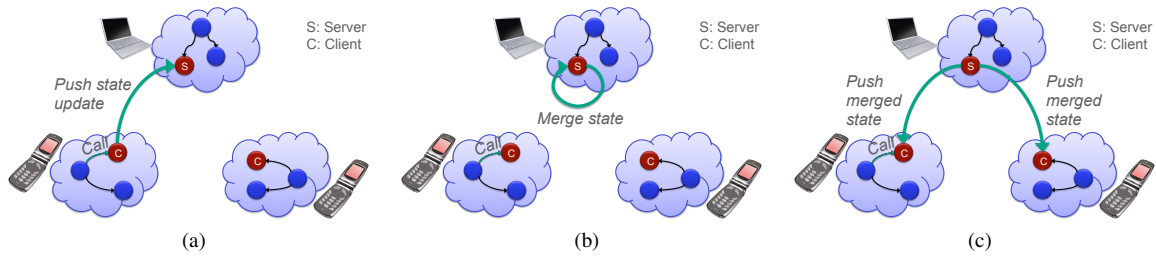 S: Server
C: Client
S
Push state
update
Call
C
C
(a)
S: Server
C: Client
S
Merge state
Call
C
C
(b)
S: Server
C: Client
S
Push
merged
state
Push
merged
state
Call
C
C
(c)